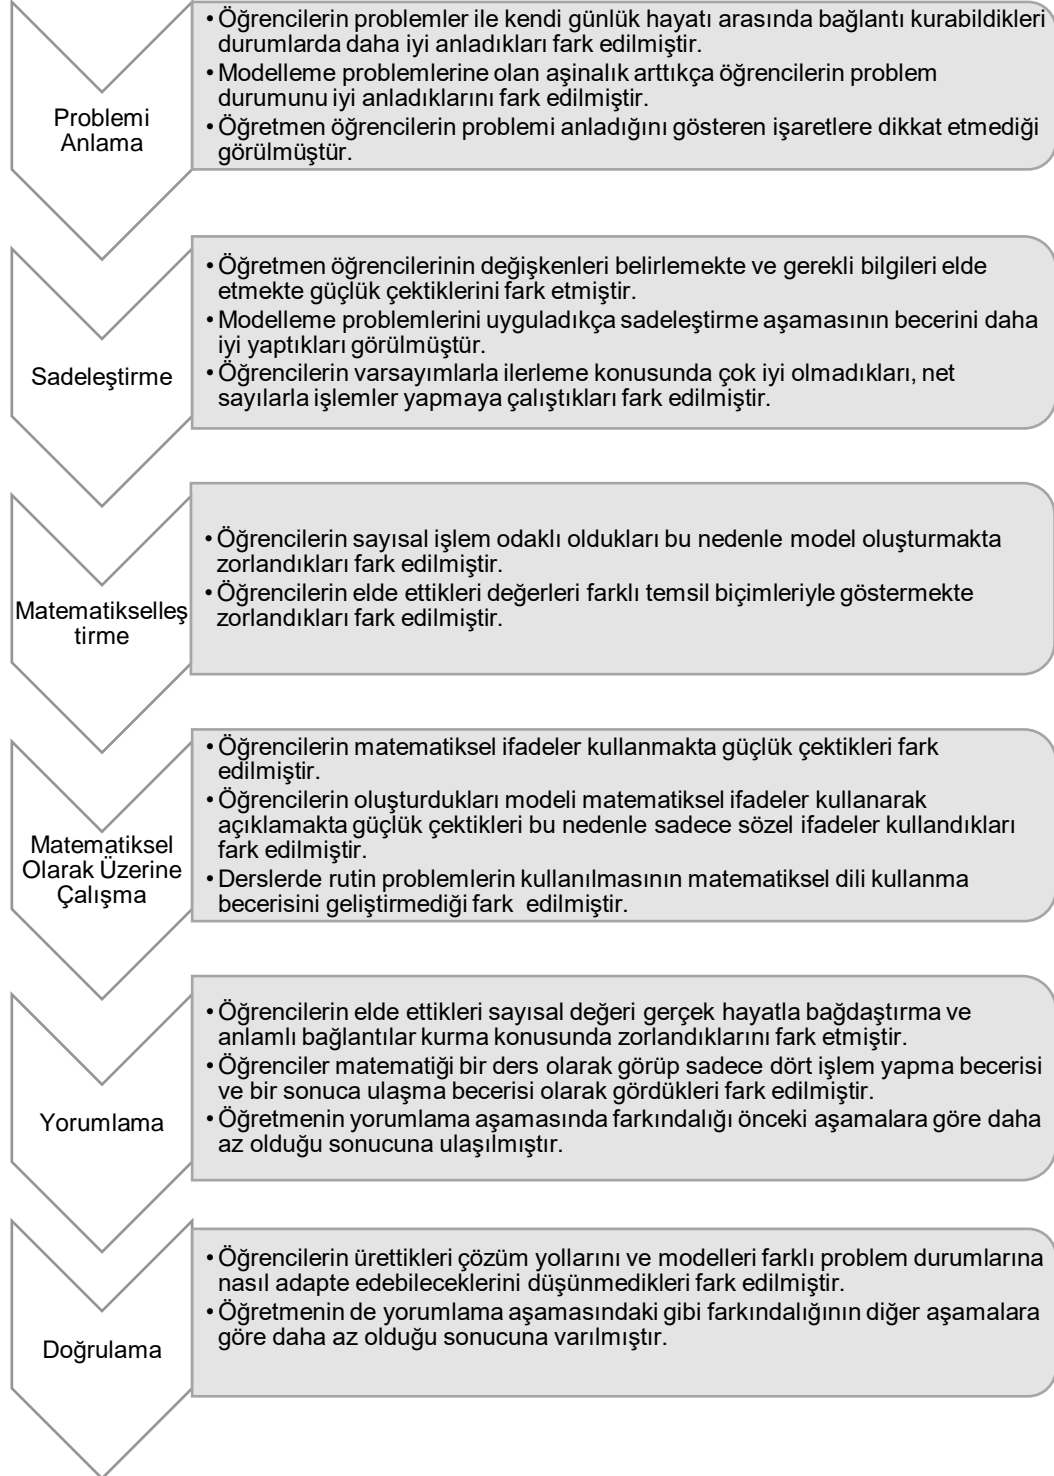 Problemi
Anlama
• Öğrencilerin problemler ile kendi günlük hayatı arasında bağlantı kurabildikleri
durumlarda daha iyi anladıkları fark edilmiştir.
• Modelleme problemlerine olan aşinalık arttıkça öğrencilerin problem
durumunu iyi anladıklarını fark edilmiştir.
• Öğretmen öğrencilerin problemi anladığını gösteren işaretlere dikkat etmediği
görülmüştür.
Sadeleştirme
• Öğretmen öğrencilerinin değişkenleri belirlemekte ve gerekli bilgileri elde
etmekte güçlük çektiklerini fark etmiştir.
• Modelleme problemlerini uyguladıkça sadeleştirme aşamasının becerini daha
iyi yaptıkları görülmüştür.
• Öğrencilerin varsayımlarla ilerleme konusunda çok iyi olmadıkları, net
sayılarla işlemler yapmaya çalıştıkları fark edilmiştir.
Matematikselleş
tirme
• Öğrencilerin sayısal işlem odaklı oldukları bu nedenle model oluşturmakta
zorlandıkları fark edilmiştir.
• Öğrencilerin elde ettikleri değerleri farklı temsil biçimleriyle göstermekte
zorlandıkları fark edilmiştir.
Matematiksel
Olarak Üzerine
Çalışma
• Öğrencilerin matematiksel ifadeler kullanmakta güçlük çektikleri fark
edilmiştir.
• Öğrencilerin oluşturdukları modeli matematiksel ifadeler kullanarak
açıklamakta güçlük çektikleri bu nedenle sadece sözel ifadeler kullandıkları
fark edilmiştir.
• Derslerde rutin problemlerin kullanılmasının matematiksel dili kullanma
becerisini geliştirmediği fark edilmiştir.
Yorumlama
• Öğrencilerin elde ettikleri sayısal değeri gerçek hayatla bağdaştırma ve
anlamlı bağlantılar kurma konusunda zorlandıklarını fark etmiştir.
• Öğrenciler matematiği bir ders olarak görüp sadece dört işlem yapma becerisi
ve bir sonuca ulaşma becerisi olarak gördükleri fark edilmiştir.
• Öğretmenin yorumlama aşamasında farkındalığı önceki aşamalara göre daha
az olduğu sonucuna ulaşılmıştır.
Doğrulama
• Öğrencilerin ürettikleri çözüm yollarını ve modelleri farklı problem durumlarına
nasıl adapte edebileceklerini düşünmedikleri fark edilmiştir.
• Öğretmenin de yorumlama aşamasındaki gibi farkındalığının diğer aşamalara
göre daha az olduğu sonucuna varılmıştır.